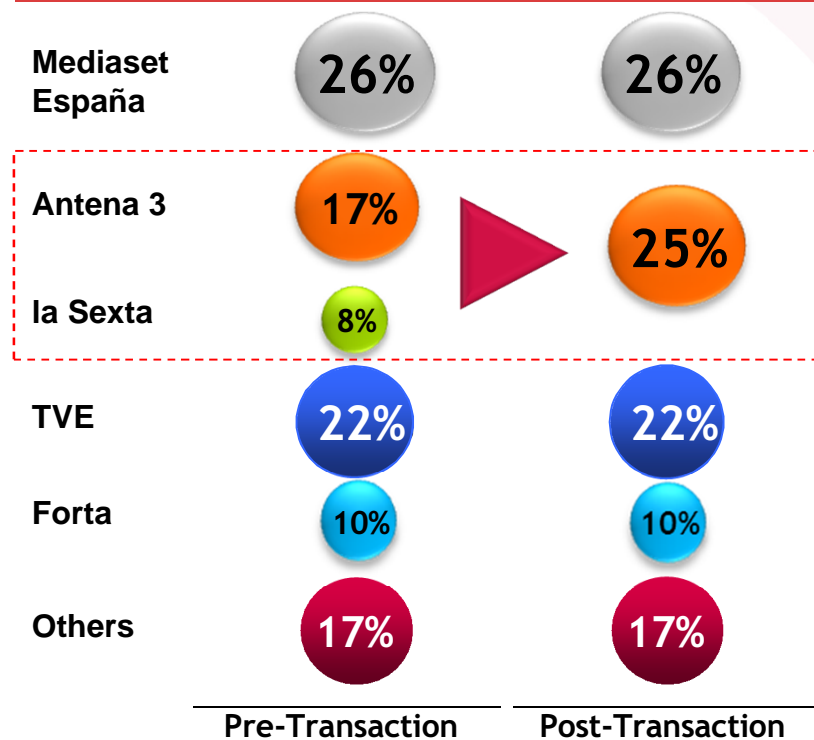 Mediaset
España
26%
26%
Antena 3
17%
25%
la Sexta
8%
TVE
22%
22%
Forta
10%
10%
Others
17%
17%
Pre-Transaction
Post-Transaction